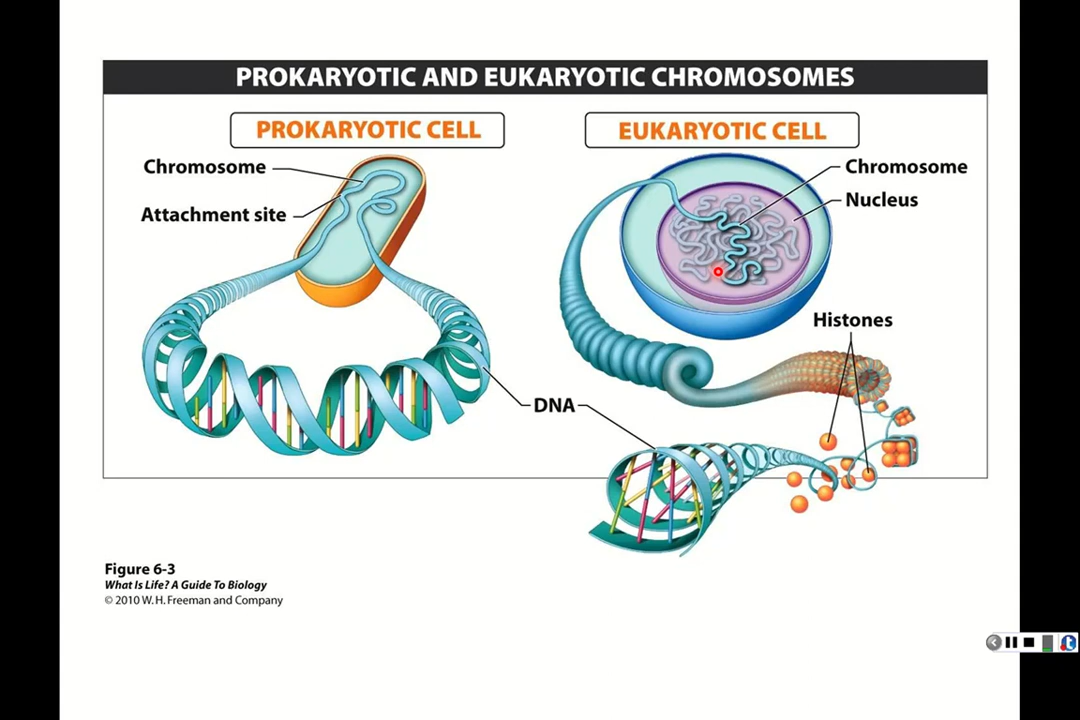 PROKARYOTIC AND EUKARYOTIC CHROMOSOMES
PROKARYOTIC CELL
EUKARYOTIC CELL
Chromosome
Attachment site
Chromosome
Nucleus
Histones
DNA
Figure 6-3
What Is Life? A Guide To Biology
© 2010 W. H. Freeman and Company